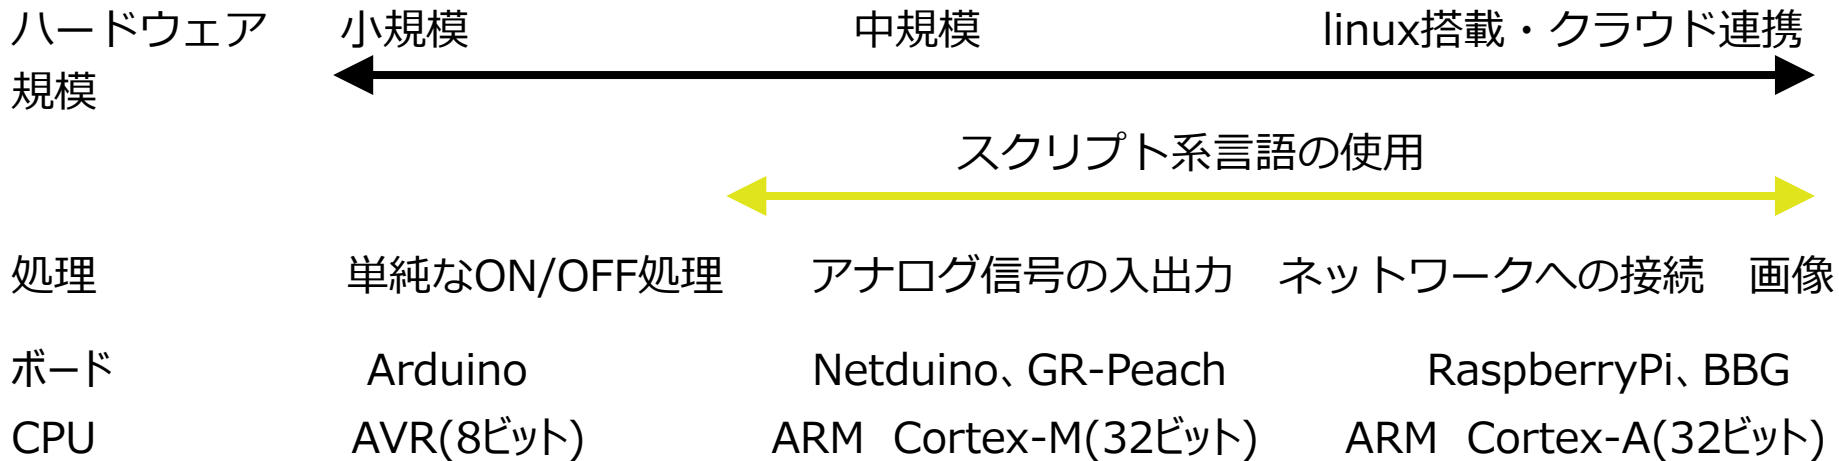 ハードウェア 小規模 中規模 linux搭載・クラウド連携
規模
スクリプト系言語の使用
処理 単純なON/OFF処理 アナログ信号の入出力 ネットワークへの接続 画像
ボード Arduino Netduino、GR-Peach RaspberryPi、BBG
CPU AVR(8ビット) ARM Cortex-M(32ビット) ARM Cortex-A(32ビット)